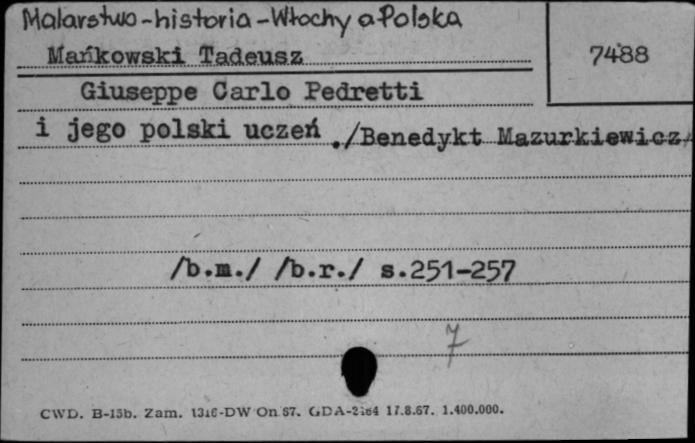 Malarstwo-historia-Włochy a Polska
Mańkowski Tadeusz
7488
Giuseppe Carlo Pedretti
i jego polski uczeń ./Benedykt Mazurkiewicz/
/b.m./ /b.r./ s.251-257
7
CWD. B-15b. Zam. 1316-DW On 67. GDA-2164 17.8.67. 1.400.000.